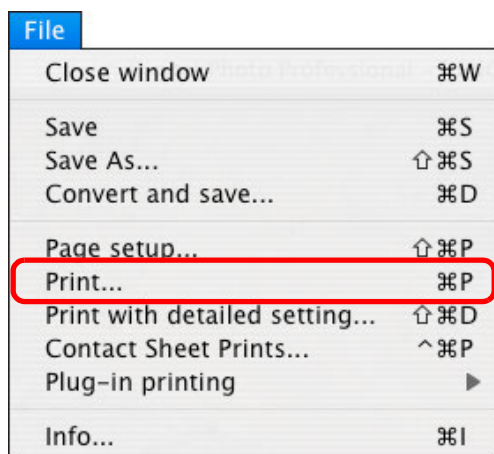 File
Close window ⌘W
Save ⌘S
Save As... ⇧⌘S
Convert and save... ⌘D
Page setup... ⇧⌘P
Print... ⌘P
Print with detailed setting... ⇧⌘D
Contact Sheet Prints... ^⌘P
Plug-in printing ▶
Info... ⌘I